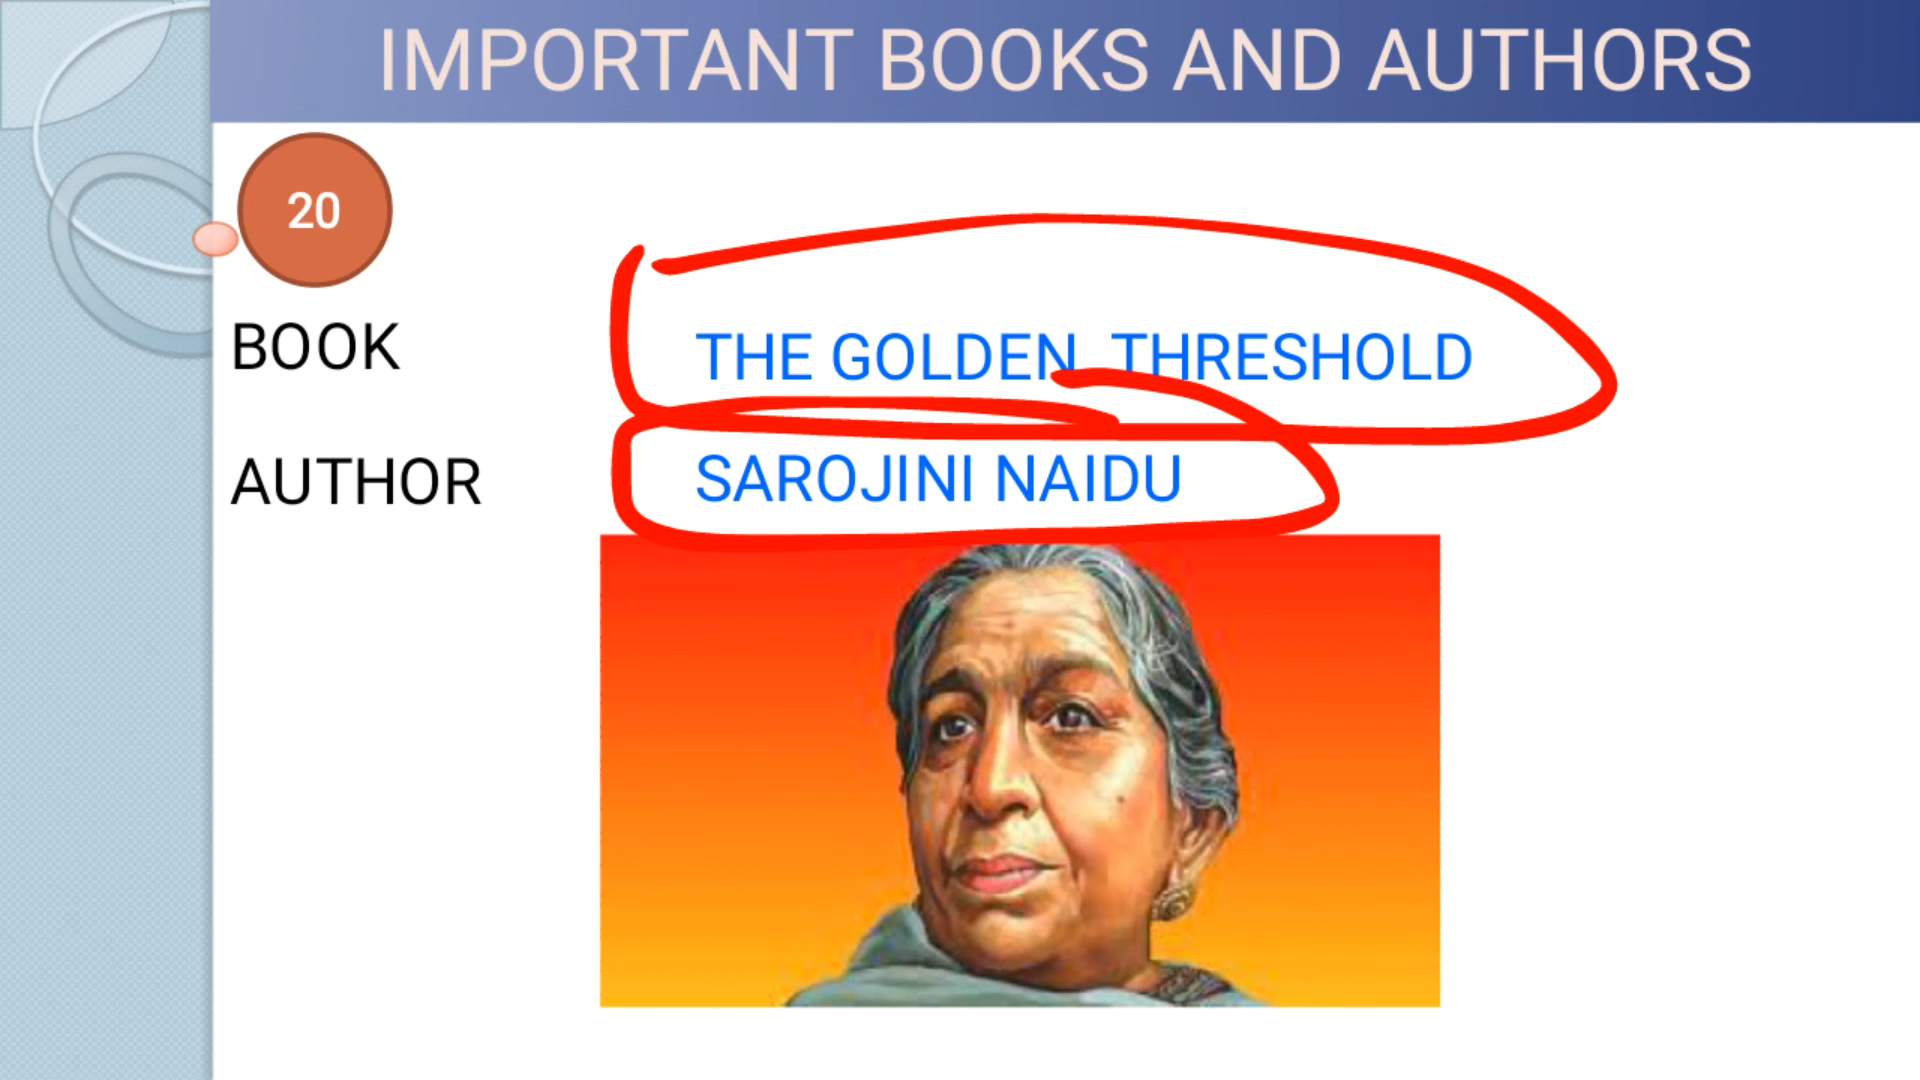 IMPORTANT BOOKS AND AUTHORS
20
BOOK THE GOLDEN THRESHOLD
AUTHOR SAROJINI NAIDU